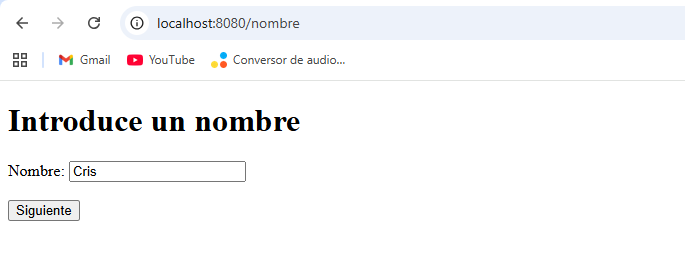 localhost:8080/nombre
Gmail YouTube Conversor de audio...
Introduce un nombre
Nombre: Cris
Siguiente